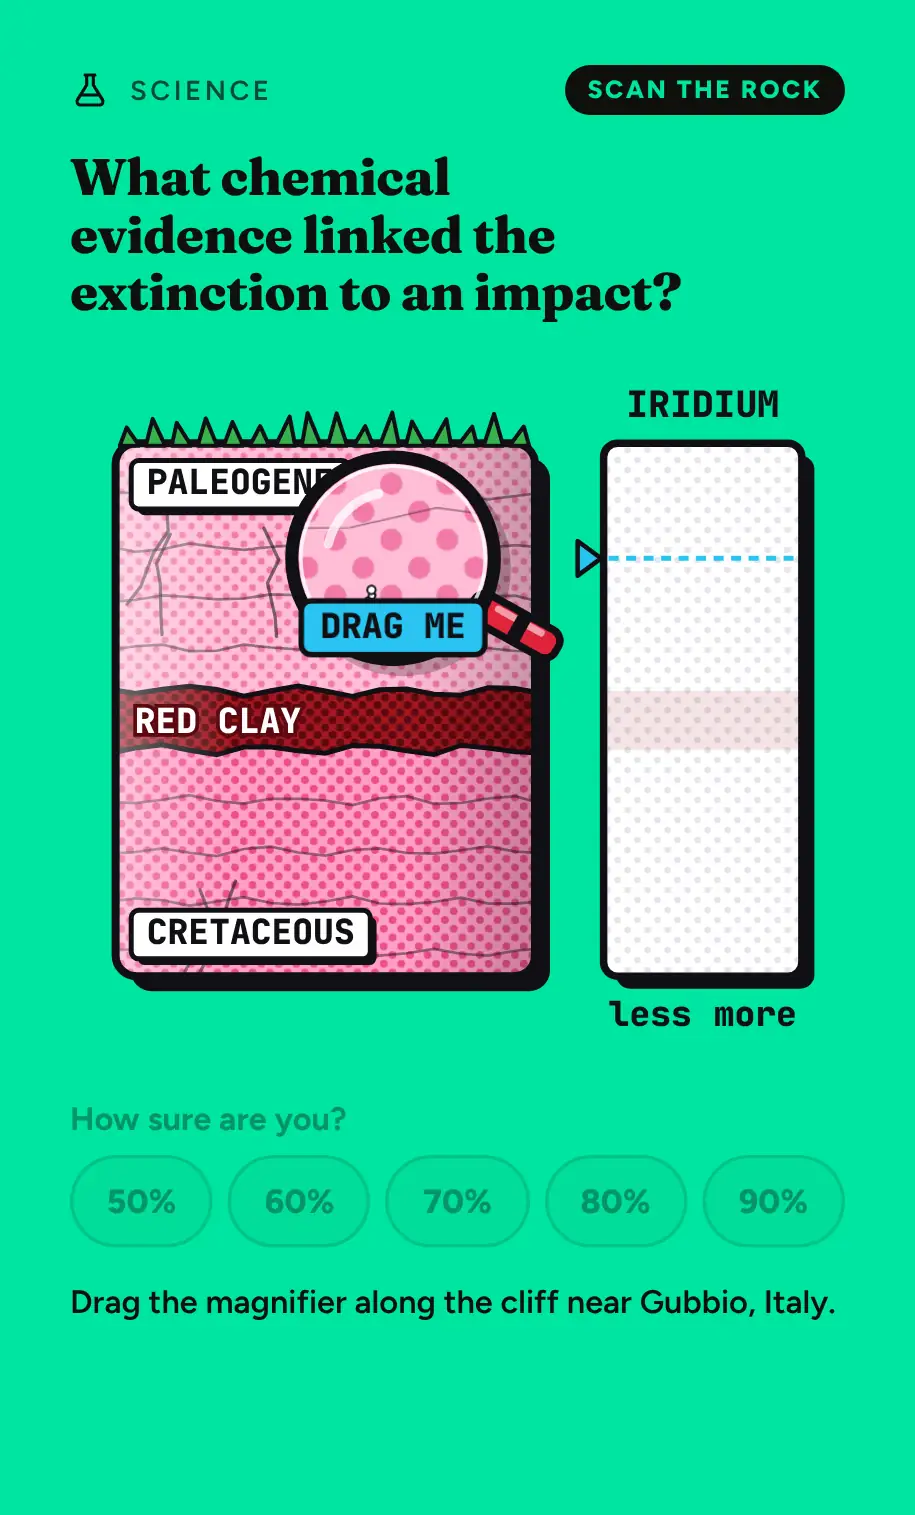 SCIENCE
SCAN THE ROCK
What chemical
evidence linked the
extinction to an impact?
IRIDIUM
PALEOGENE
DRAG ME
RED CLAY
CRETACEOUS
less more
How sure are you?
50% 60% 70% 80% 90%
Drag the magnifier along the cliff near Gubbio, Italy.